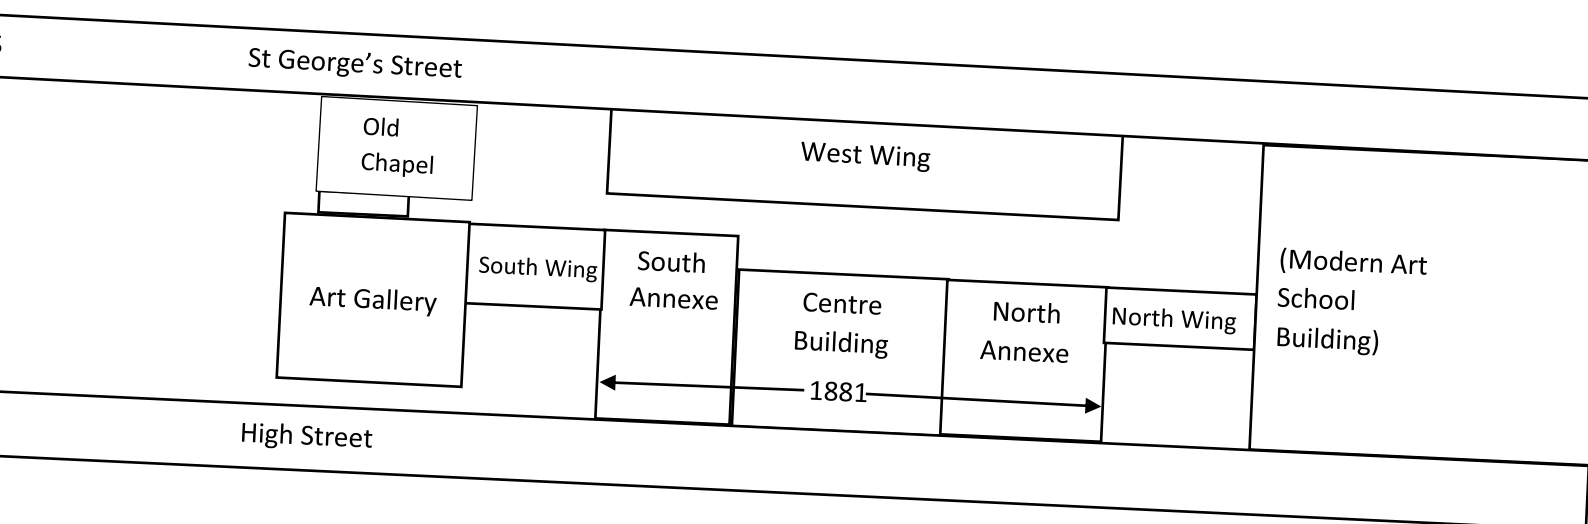 St George’s Street
Old
Chapel
West Wing
South Wing
South
Annexe
Art Gallery
Centre
Building
North
Annexe
North Wing
(Modern Art
School
Building)
1881
High Street